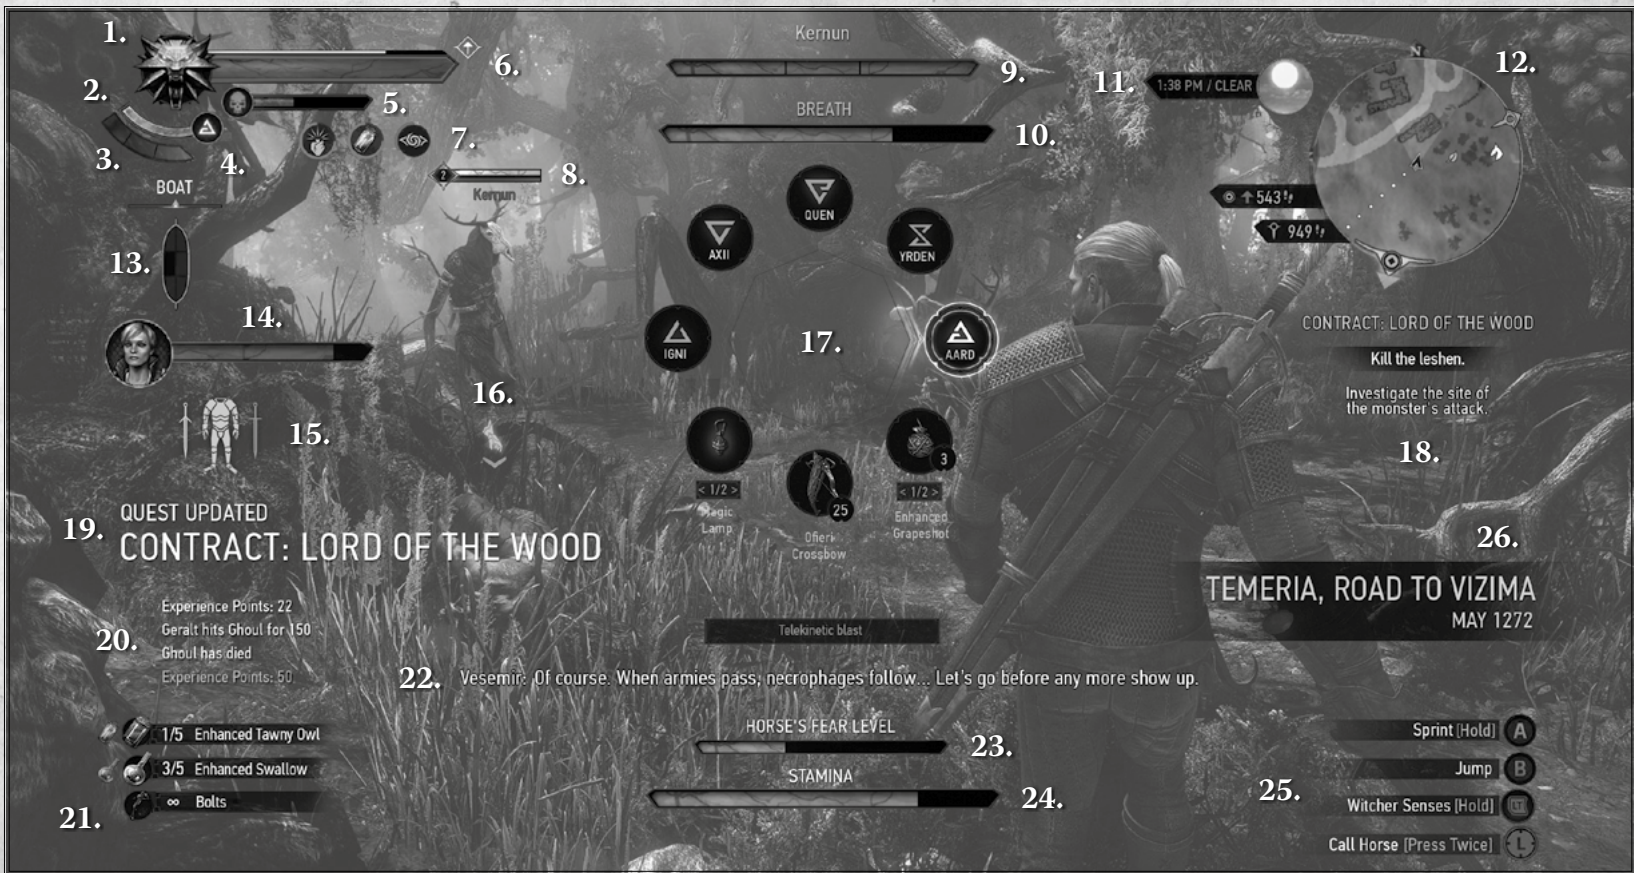 1.
2.
3.
4.
5.
6.
7.
2
8.
Kernun
Kernun
9.
BREATH
10.
11.
1:38 PM / CLEAR
N
12.
543
949
BOAT
13.
14.
15.
16.
QUEN
AXII
YRDEN
IGNI
17.
AARD
3
< 1/2 >
Magic
Lamp
25
Ofieri
Crossbow
< 1/2 >
Enhanced
Grapeshot
CONTRACT: LORD OF THE WOOD
Kill the leshen.
Investigate the site of
the monster's attack.
18.
19.
QUEST UPDATED
CONTRACT: LORD OF THE WOOD
20.
Experience Points: 22
Geralt hits Ghoul for 150
Ghoul has died
Experience Points: 50
26.
TEMERIA, ROAD TO VIZIMA
MAY 1272
Telekinetic blast
22.
Vesemir: Of course. When armies pass, necrophages follow... Let's go before any more show up.
1/5 Enhanced Tawny Owl
3/5 Enhanced Swallow
∞ Bolts
21.
HORSE'S FEAR LEVEL
23.
STAMINA
24.
25.
Sprint [Hold] A
Jump B
Witcher Senses [Hold] LT
Call Horse [Press Twice] L